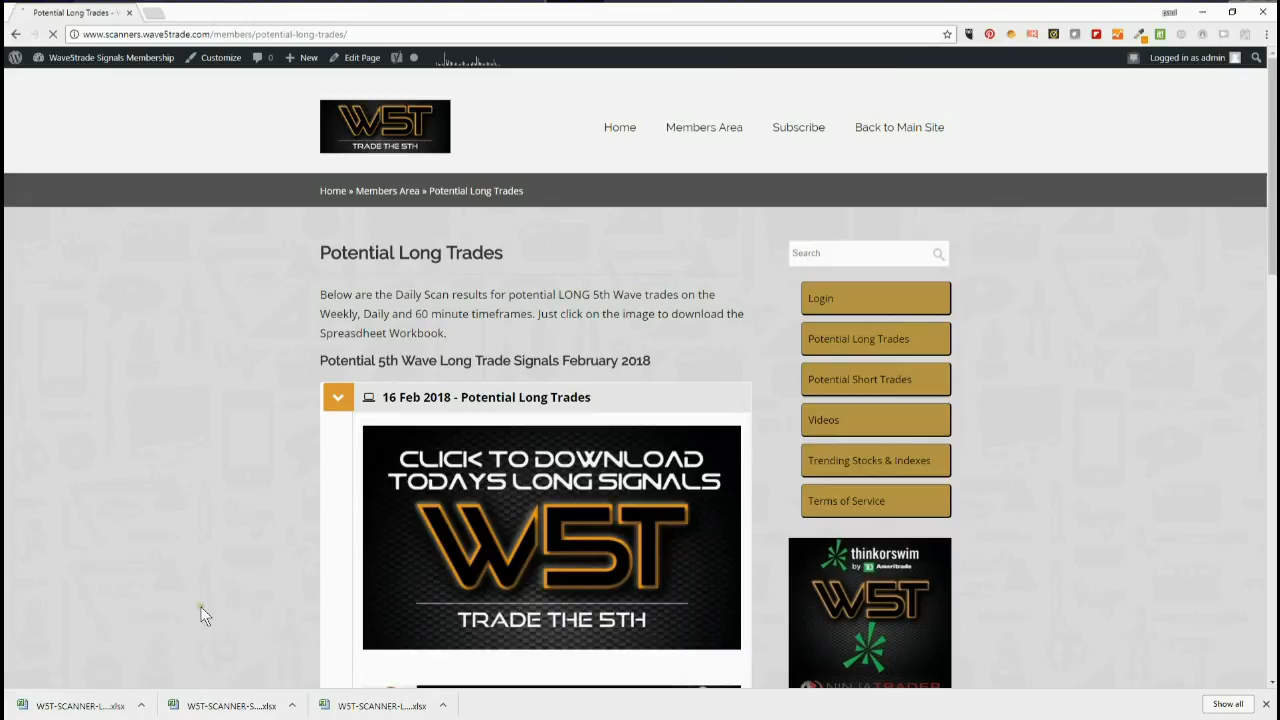 Potential Long Trades - W
paul
www.scanners.wave5trade.com/members/potential-long-trades/
Wave5trade Signals Membership
Customize
0
New
Edit Page
Logged in as admin
W5T
TRADE THE 5TH
Home
Members Area
Subscribe
Back to Main Site
Home » Members Area » Potential Long Trades
Potential Long Trades
Below are the Daily Scan results for potential LONG 5th Wave trades on the
Weekly, Daily and 60 minute timeframes. Just click on the image to download the
Spreasdheet Workbook.
Potential 5th Wave Long Trade Signals February 2018
16 Feb 2018 - Potential Long Trades
CLICK TO DOWNLOAD
TODAYS LONG SIGNALS
W5T
TRADE THE 5TH
Search
Login
Potential Long Trades
Potential Short Trades
Videos
Trending Stocks & Indexes
Terms of Service
thinkorswim
by TD Ameritrade
W5T
NINJATRADER
W5T-SCANNER-L....xlsx
W5T-SCANNER-S....xlsx
W5T-SCANNER-L....xlsx
Show all